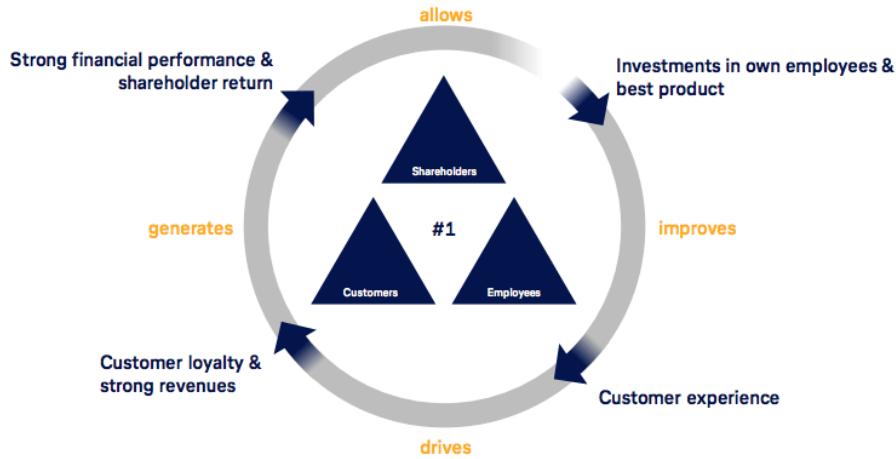 allows
Strong financial performance &
shareholder return
Investments in own employees &
best product
Shareholders
generates
#1
improves
Customers
Employees
Customer loyalty &
strong revenues
Customer experience
drives